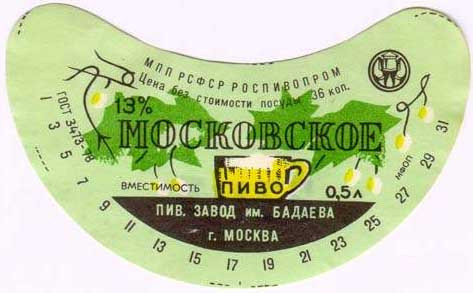 МПП РСФСР РОСПИВОПРОМ
Цена без стоимости посуды 36 коп.
ГОСТ 3473-78
13%
МОСКОВСКОЕ
ВМЕСТИМОСТЬ
ПИВО
0,5 л
МФОП
ПИВ. ЗАВОД им. БАДАЕВА
г. МОСКВА
1 3 5 7 9 11 13 15 17 19 21 23 25 27 29 31